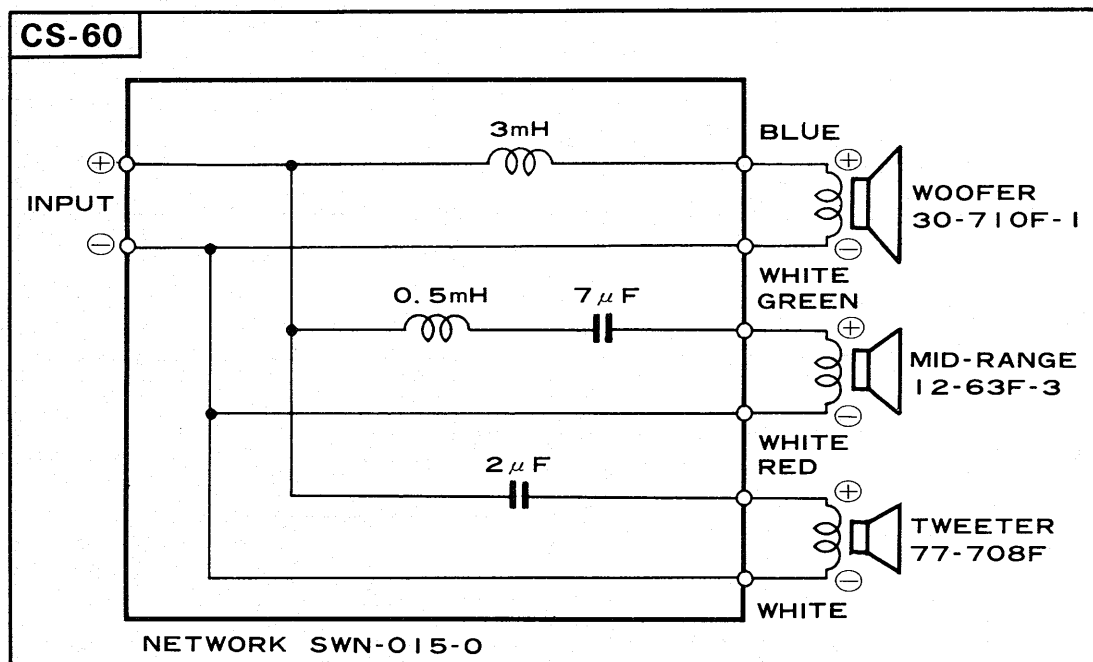 CS-60
3mH
BLUE
⊕
⊕
INPUT
WOOFER
30-710F-1
⊖
⊖
WHITE
GREEN
0.5mH
7μF
⊕
MID-RANGE
12-63F-3
⊖
WHITE
RED
2μF
⊕
TWEETER
77-708F
⊖
WHITE
NETWORK SWN-015-0